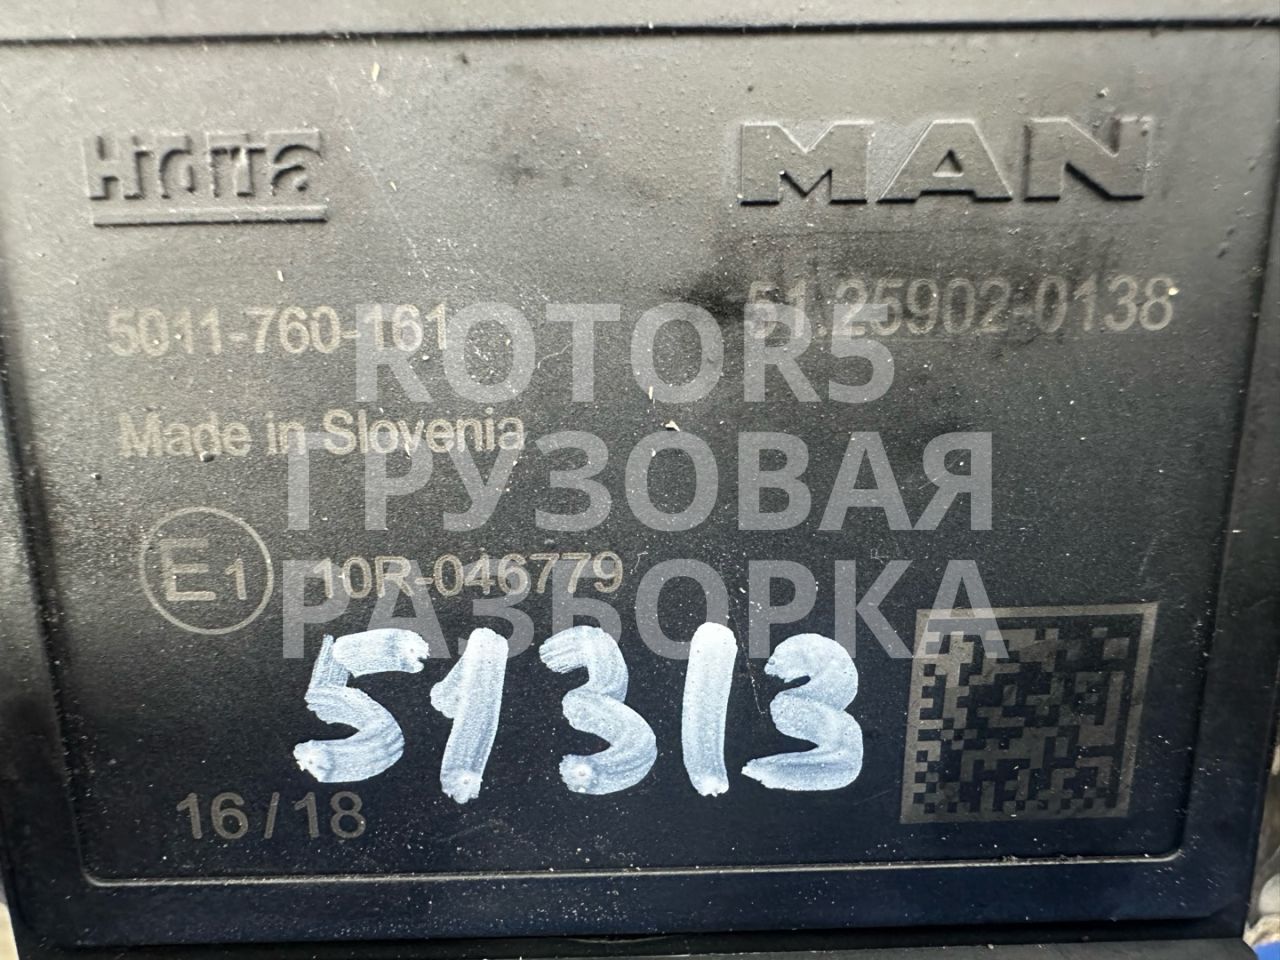 Hidria
MAN
5011-760-161
51.25902-0138
Made in Slovenia
E1
10R-046779
51313
16/18
ROTOR5
ГРУЗОВАЯ
РАЗБОРКА